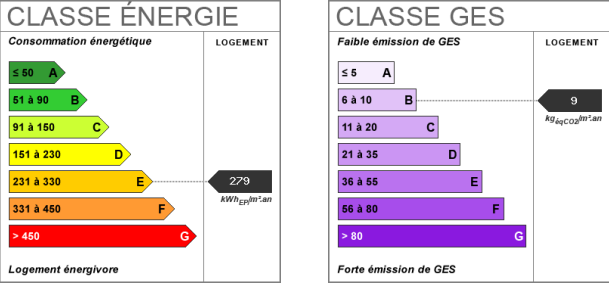 CLASSE ÉNERGIE
Consommation énergétique
LOGEMENT
≤ 50 A
51 à 90 B
91 à 150 C
151 à 230 D
231 à 330 E
279
kWhEP/m².an
331 à 450 F
> 450 G
Logement énergivore
CLASSE GES
Faible émission de GES
LOGEMENT
≤ 5 A
6 à 10 B
9
kgéqCO2/m².an
11 à 20 C
21 à 35 D
36 à 55 E
56 à 80 F
> 80 G
Forte émission de GES